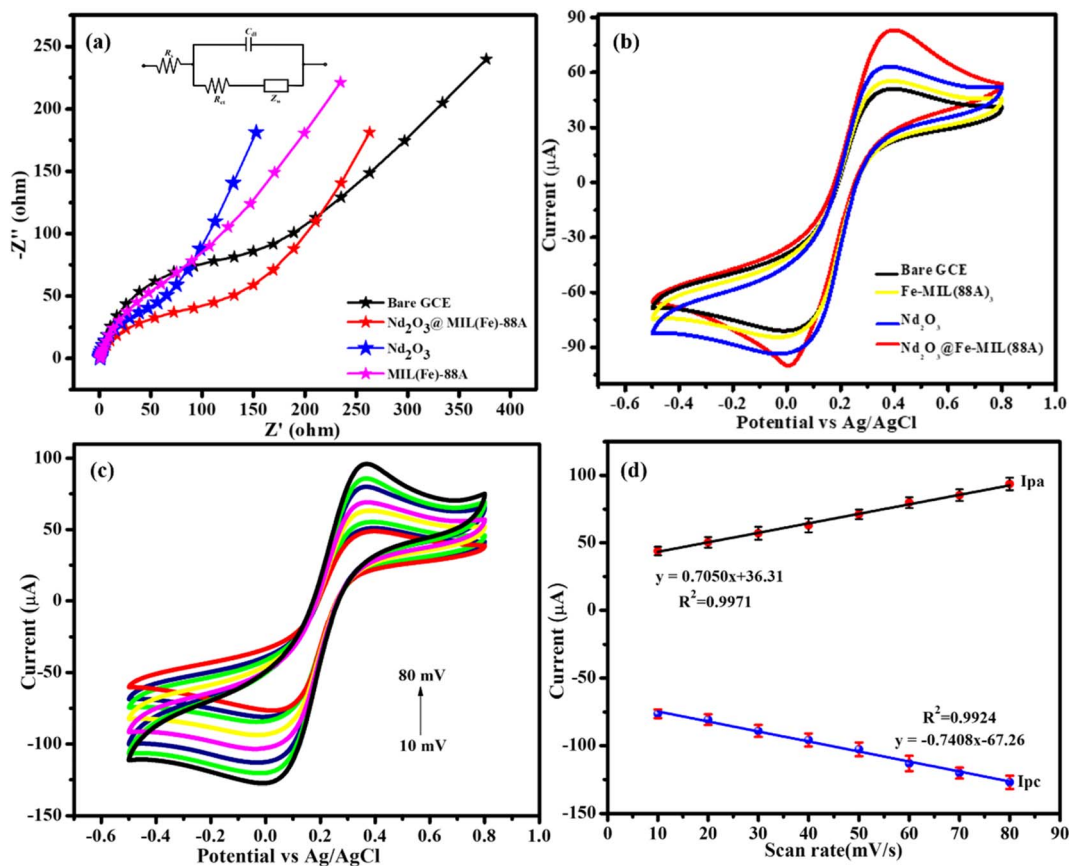 (a)
R_s
C_dl
R_ct
Z_w
250
200
150
100
50
0
-Z'' (ohm)
0 50 100 150 200 250 300 350 400
Z' (ohm)
Bare GCE
Nd₂O₃@ MIL(Fe)-88A
Nd₂O₃
MIL(Fe)-88A
(b)
90
60
30
0
-30
-60
-90
Current (µA)
-0.6 -0.4 -0.2 0.0 0.2 0.4 0.6 0.8 1.0
Potential vs Ag/AgCl
Bare GCE
Fe-MIL(88A)₃
Nd₂O₃
Nd₂O₃@Fe-MIL(88A)
(c)
100
50
0
-50
-100
-150
Current (µA)
-0.6 -0.4 -0.2 0.0 0.2 0.4 0.6 0.8 1.0
Potential vs Ag/AgCl
80 mV
10 mV
(d)
100
50
0
-50
-100
-150
Current (µA)
10 20 30 40 50 60 70 80 90
Scan rate(mV/s)
Ipa
y = 0.7050x+36.31
R²=0.9971
R²=0.9924
y = -0.7408x-67.26
Ipc